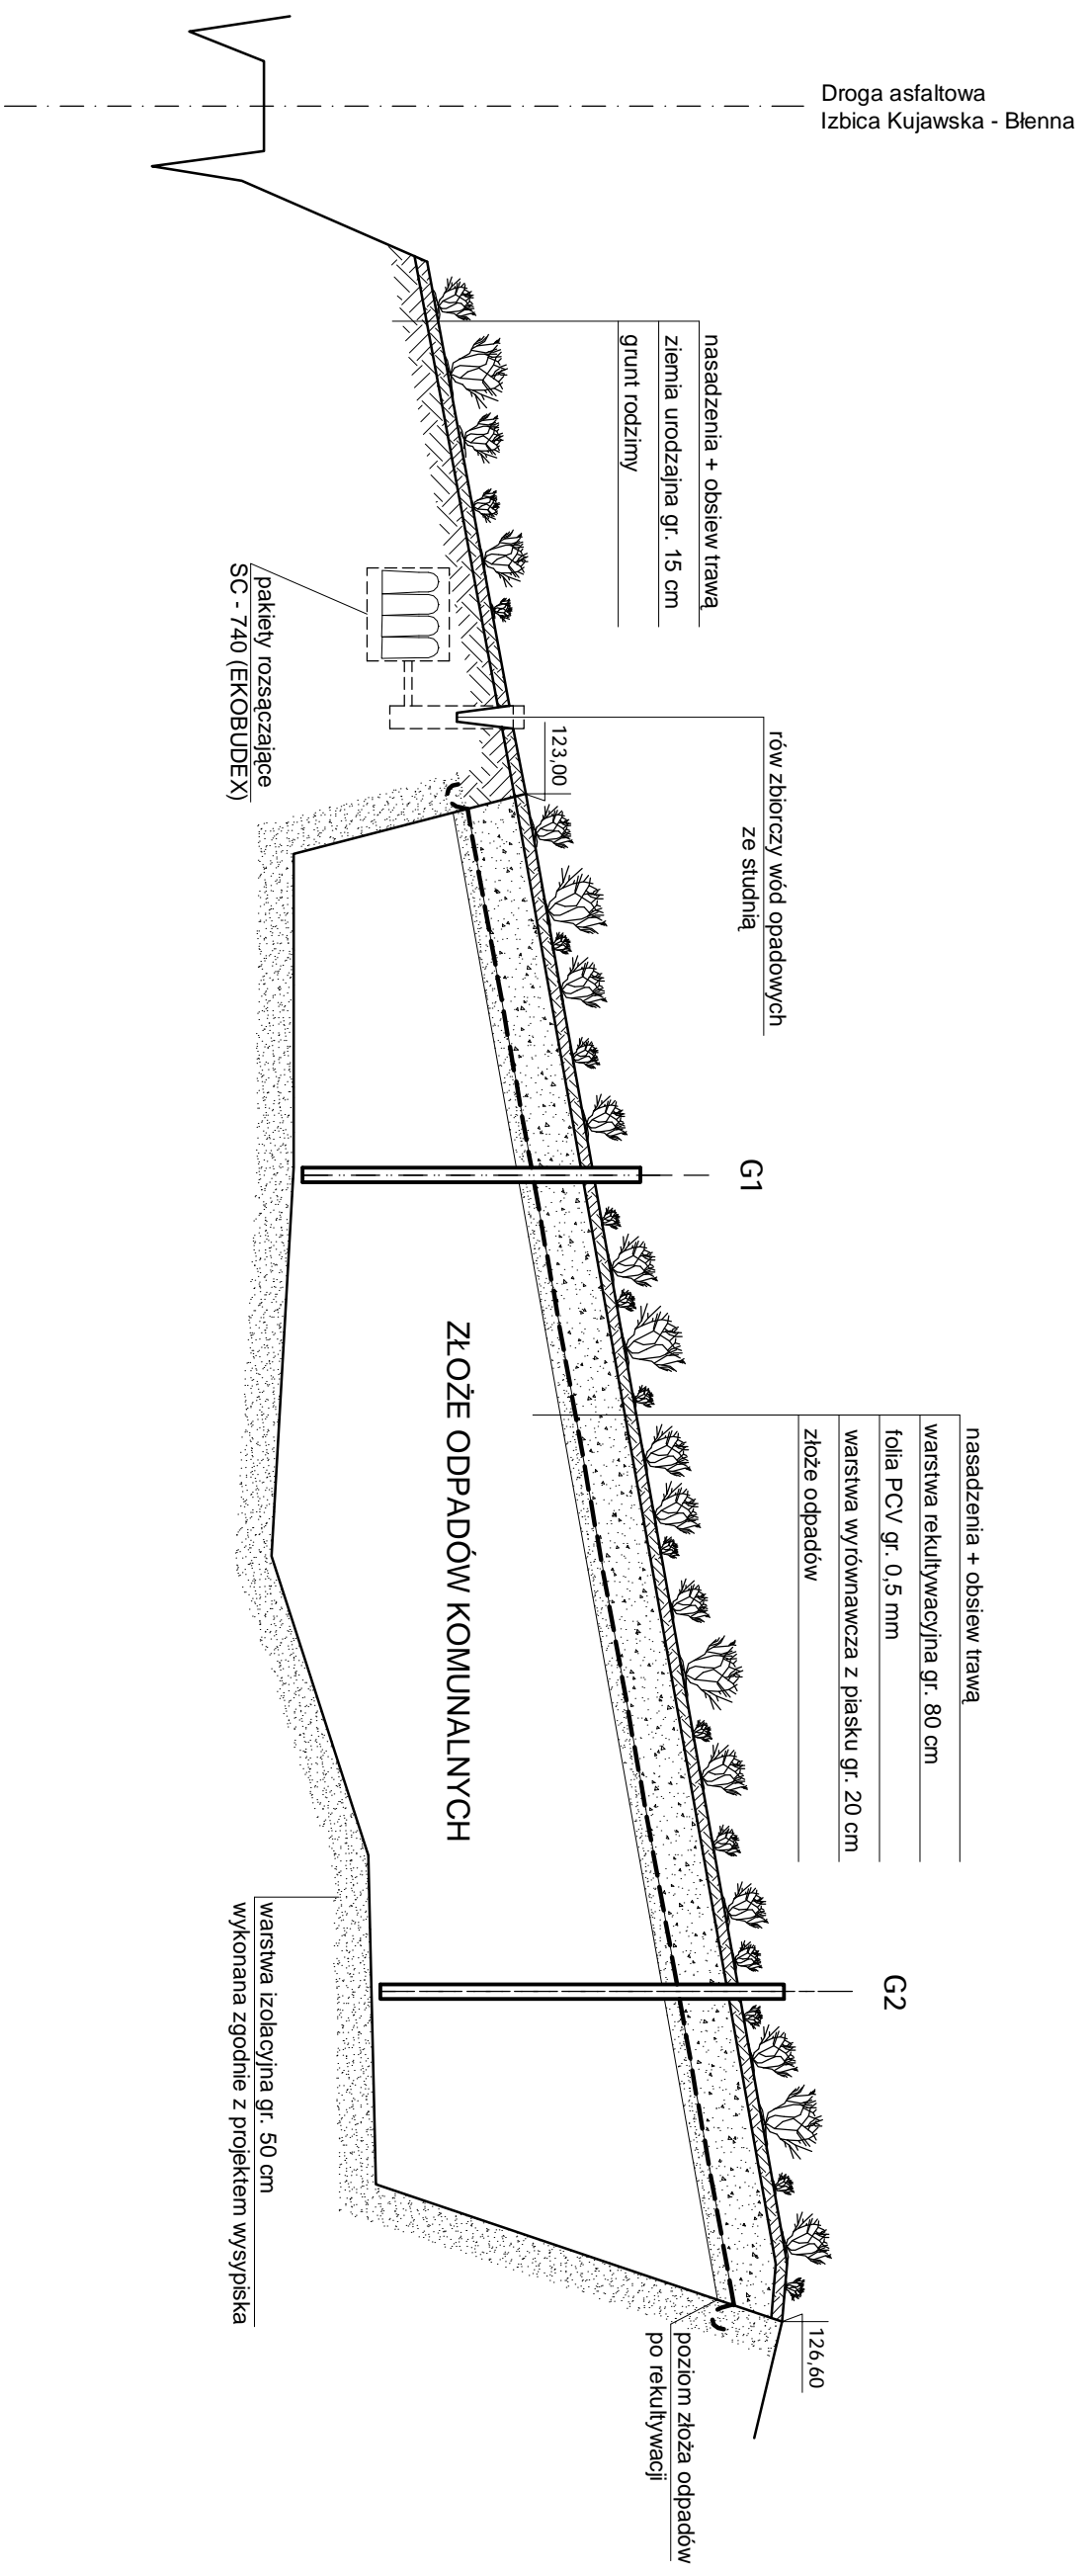 Droga asfaltowa
Izbica Kujawska - Błenna
nasadzenia + obsiew trawą
ziemia urodzajna gr. 15 cm
grunt rodzimy
pakiety rozsączające
SC - 740 (EKOBUDEX)
rów zbiorczy wód opadowych
ze studnią
123,00
G1
nasadzenia + obsiew trawą
warstwa rekultywacyjna gr. 80 cm
folia PCV gr. 0,5 mm
warstwa wyrównawcza z piasku gr. 20 cm
złoże odpadów
ZŁOŻE ODPADÓW KOMUNALNYCH
G2
warstwa izolacyjna gr. 50 cm
wykonana zgodnie z projektem wysypiska
126,60
poziom złoża odpadów
po rekultywacji